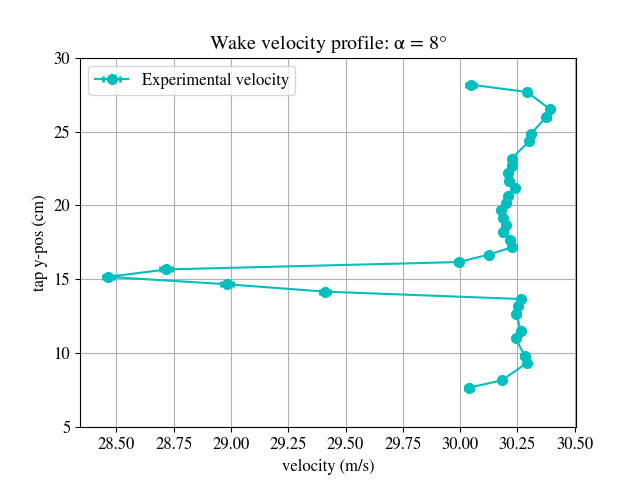 Wake velocity profile: α = 8°
Experimental velocity
tap y-pos (cm)
30
25
20
15
10
5
28.50 28.75 29.00 29.25 29.50 29.75 30.00 30.25 30.50
velocity (m/s)